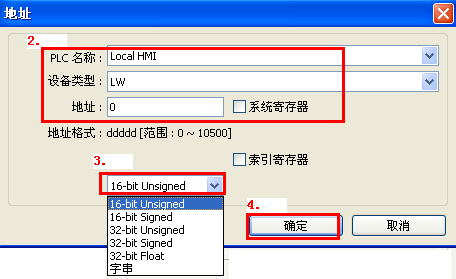 地址
2.
PLC 名称: Local HMI
设备类型: LW
地址: 0 系统寄存器
地址格式: ddddd [范围: 0 ~ 10500]
3.
索引寄存器
16-bit Unsigned
16-bit Unsigned
16-bit Signed
32-bit Unsigned
32-bit Signed
32-bit Float
字串
4.
确定 取消